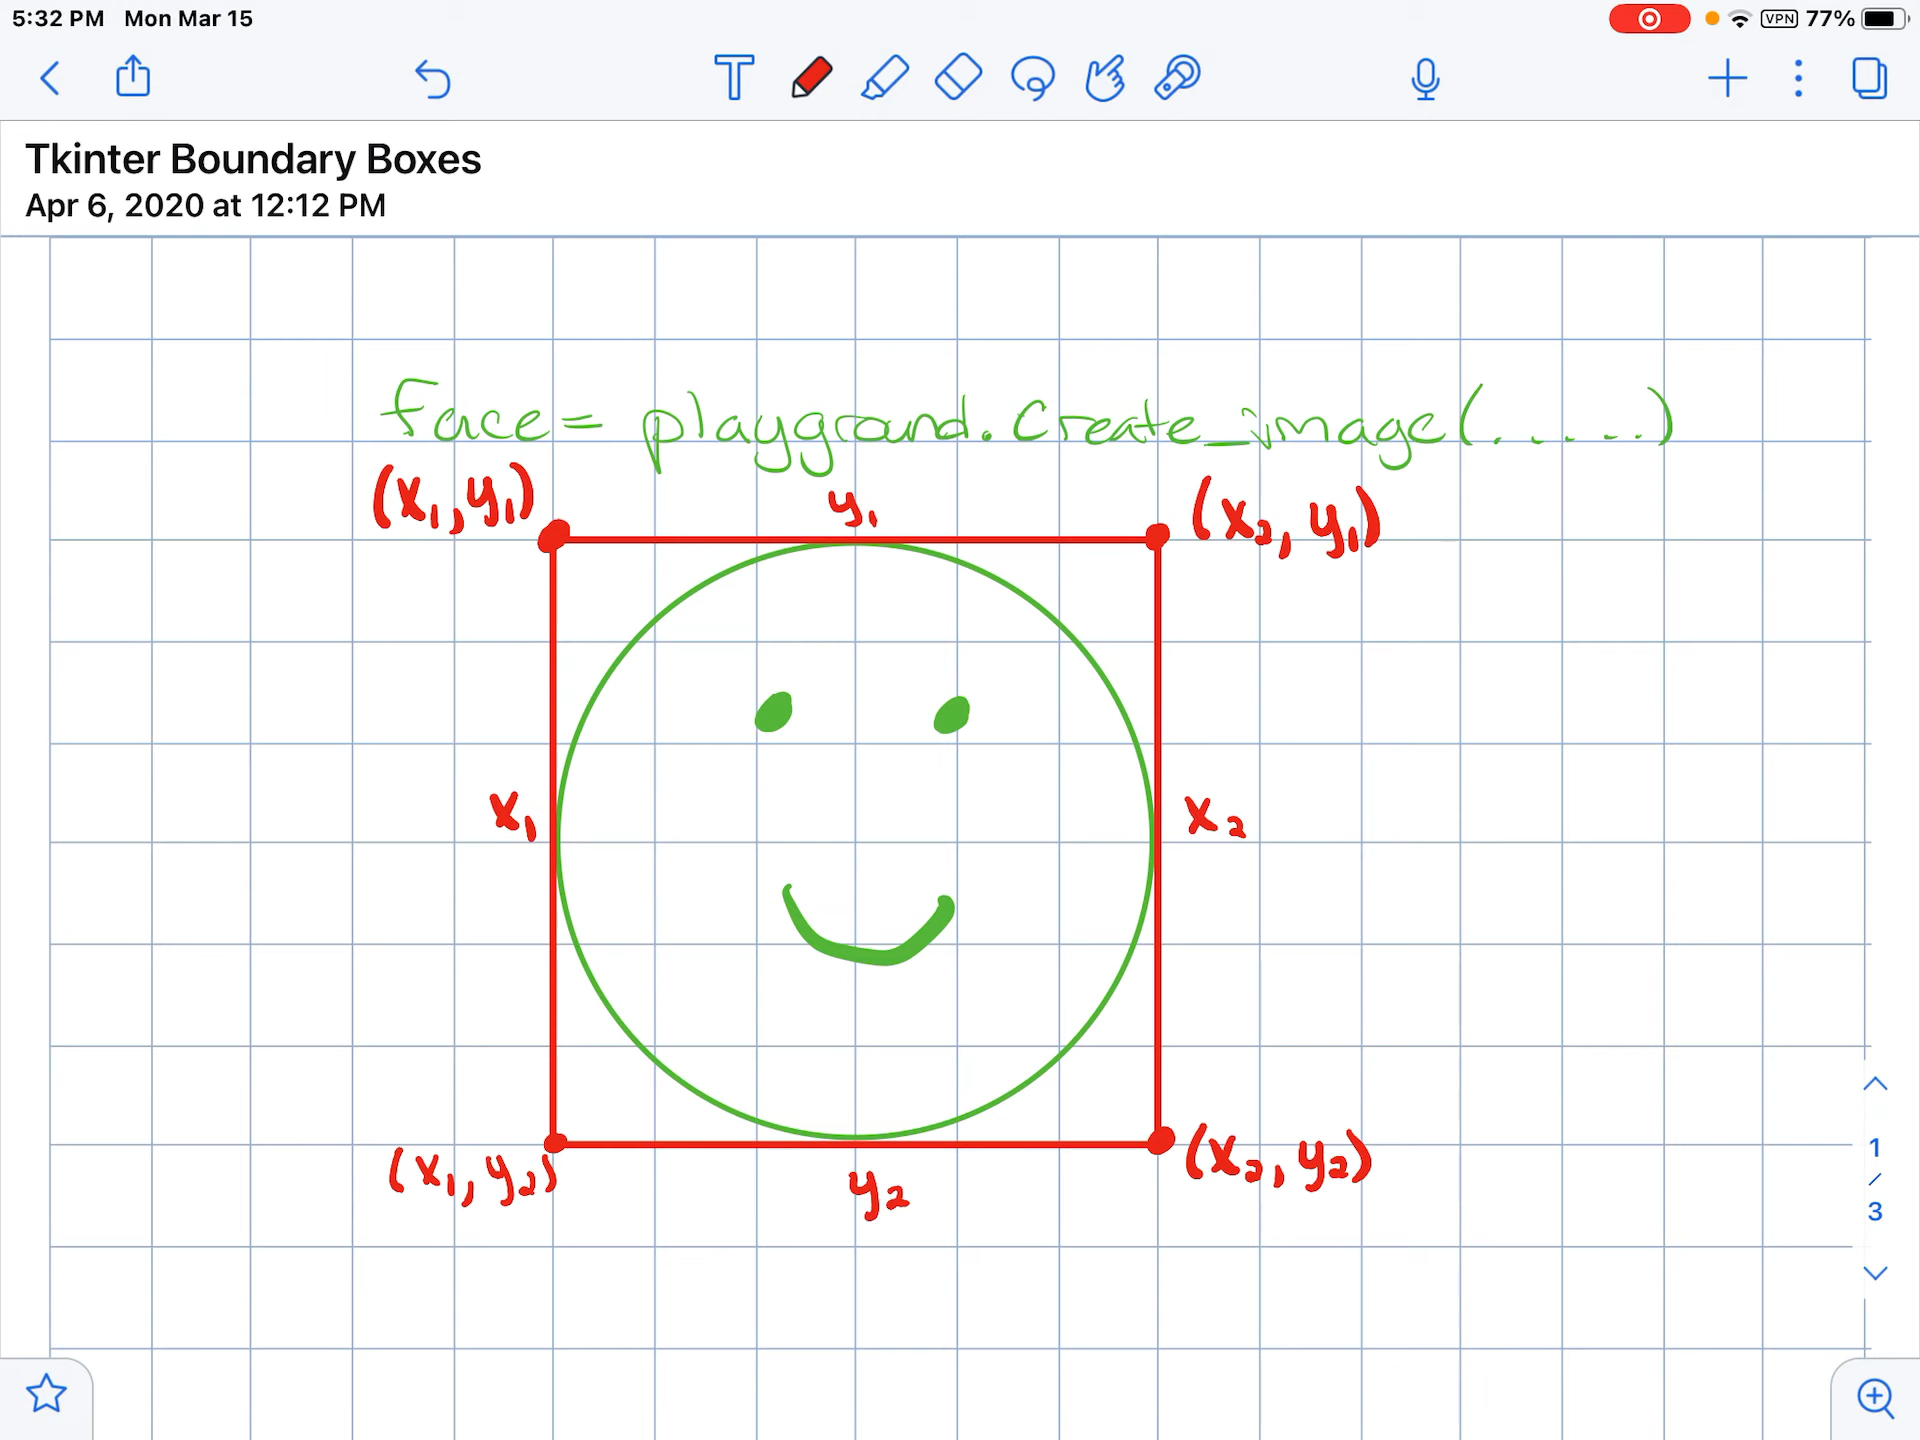 5:32 PM Mon Mar 15 VPN 77%
T
Tkinter Boundary Boxes
Apr 6, 2020 at 12:12 PM
face = playground.create_image(.....)
(x₁, y₁) y₁ (x₂, y₁)
x₁ x₂
(x₁, y₂) y₂ (x₂, y₂)
1
/
3